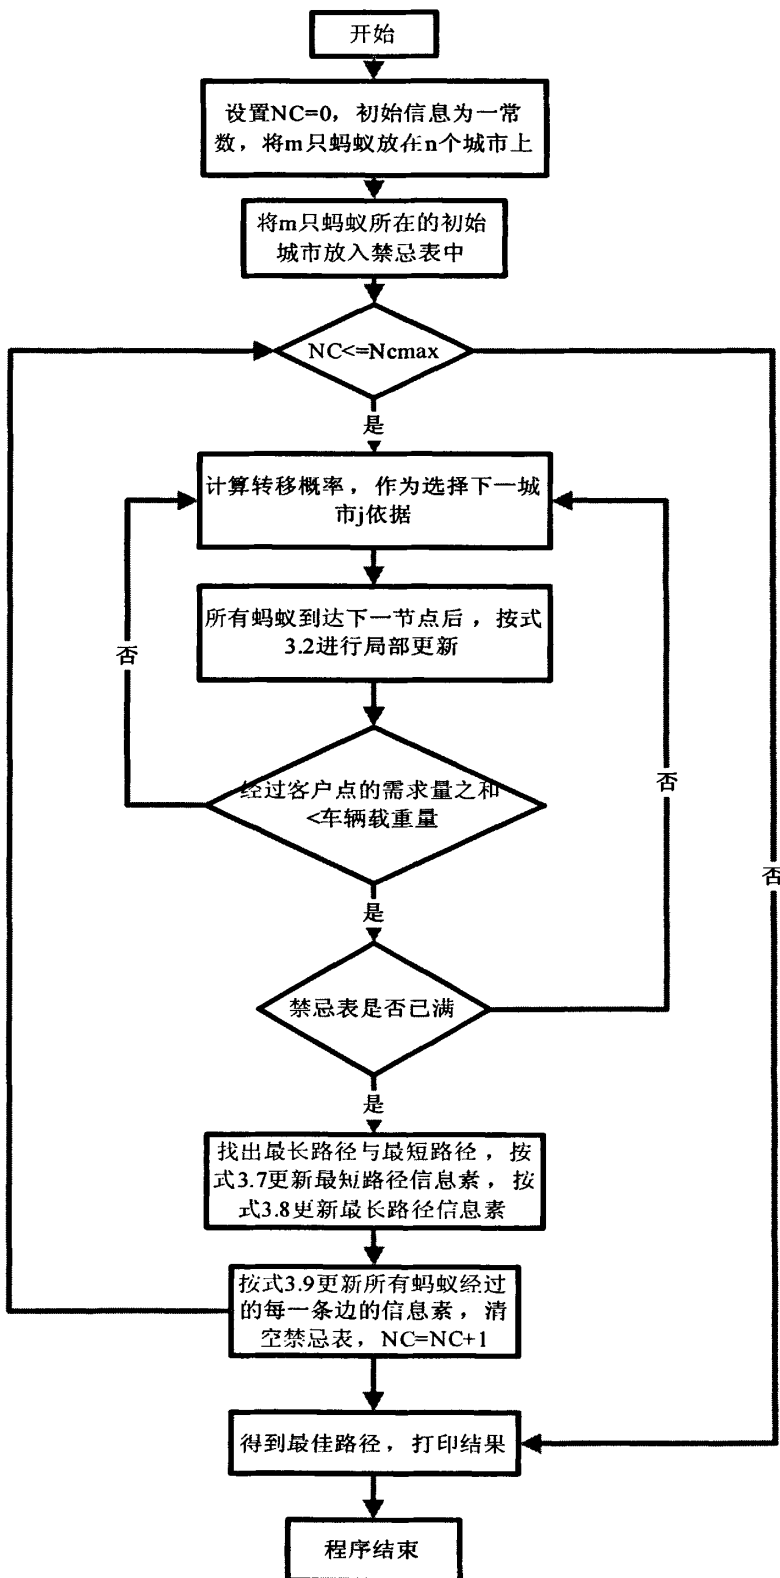 开始
设置NC=0，初始信息为一常
数，将m只蚂蚁放在n个城市上
将m只蚂蚁所在的初始
城市放入禁忌表中
NC<=Ncmax
是
计算转移概率，作为选择下一城
市j依据
所有蚂蚁到达下一节点后，按式
3.2进行局部更新
否
经过客户点的需求量之和
<车辆载重量
否
否
是
禁忌表是否已满
是
找出最长路径与最短路径，按
式3.7更新最短路径信息素，按
式3.8更新最长路径信息素
按式3.9更新所有蚂蚁经过
的每一条边的信息素，清
空禁忌表，NC=NC+1
得到最佳路径，打印结果
程序结束